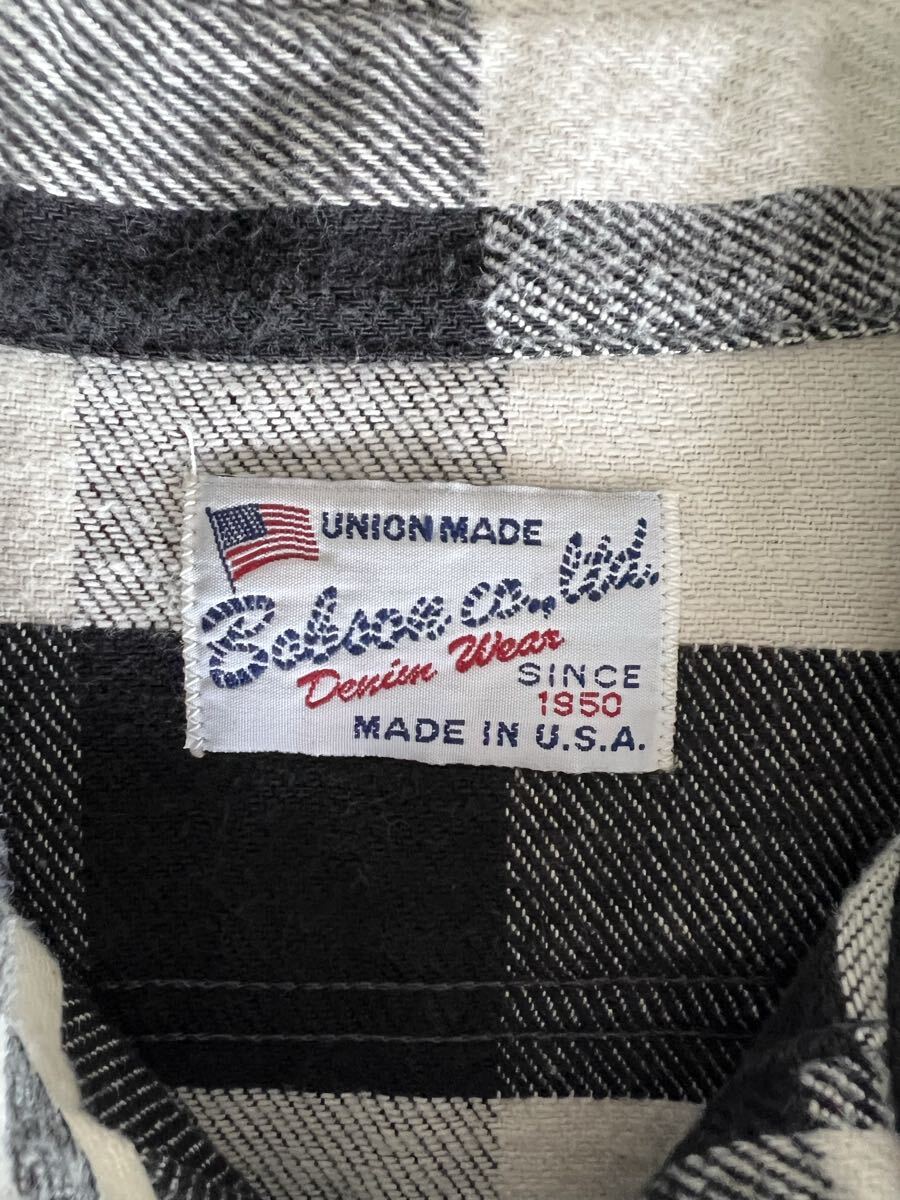 UNION MADE
Bobson co., ltd.
Denim Wear
SINCE
1950
MADE IN U.S.A.